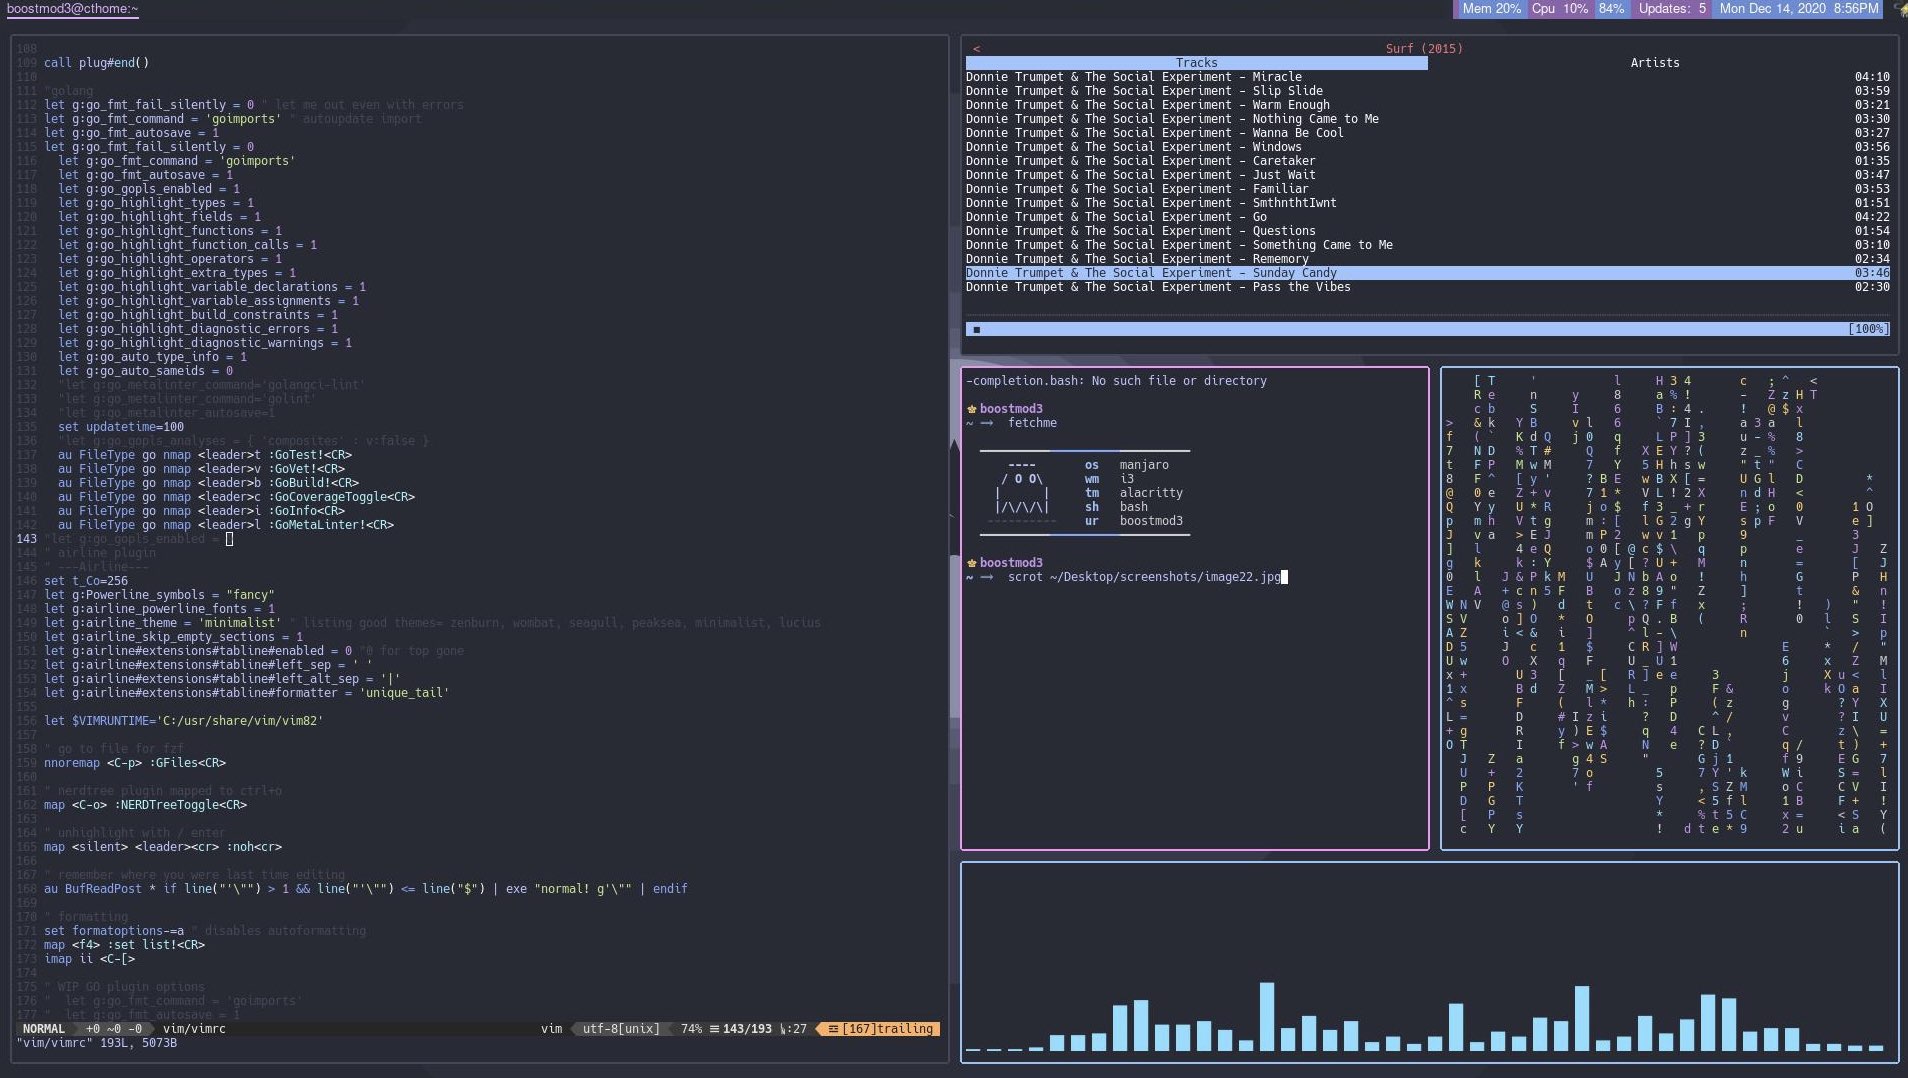 boostmod3@cthome:~
Mem 20% Cpu 10% 84% Updates: 5 Mon Dec 14, 2020 8:56PM
108
109 call plug#end()
110
111 "golang
112 let g:go_fmt_fail_silently = 0 " let me out even with errors
113 let g:go_fmt_command = 'goimports' " autoupdate import
114 let g:go_fmt_autosave = 1
115 let g:go_fmt_fail_silently = 0
116   let g:go_fmt_command = 'goimports'
117   let g:go_fmt_autosave = 1
118   let g:go_gopls_enabled = 1
119   let g:go_highlight_types = 1
120   let g:go_highlight_fields = 1
121   let g:go_highlight_functions = 1
122   let g:go_highlight_function_calls = 1
123   let g:go_highlight_operators = 1
124   let g:go_highlight_extra_types = 1
125   let g:go_highlight_variable_declarations = 1
126   let g:go_highlight_variable_assignments = 1
127   let g:go_highlight_build_constraints = 1
128   let g:go_highlight_diagnostic_errors = 1
129   let g:go_highlight_diagnostic_warnings = 1
130   let g:go_auto_type_info = 1
131   let g:go_auto_sameids = 0
132   "let g:go_metalinter_command='golangci-lint'
133   "let g:go_metalinter_command='golint'
134   "let g:go_metalinter_autosave=1
135   set updatetime=100
136   "let g:go_gopls_analyses = { 'composites' : v:false }
137   au FileType go nmap <leader>t :GoTest!<CR>
138   au FileType go nmap <leader>v :GoVet!<CR>
139   au FileType go nmap <leader>b :GoBuild!<CR>
140   au FileType go nmap <leader>c :GoCoverageToggle<CR>
141   au FileType go nmap <leader>i :GoInfo<CR>
142   au FileType go nmap <leader>l :GoMetaLinter!<CR>
143 "let g:go_gopls_enabled =
144 " airline plugin
145 " ---Airline---
146 set t_Co=256
147 let g:Powerline_symbols = "fancy"
148 let g:airline_powerline_fonts = 1
149 let g:airline_theme = 'minimalist' " listing good themes= zenburn, wombat, seagull, peaksea, minimalist, lucius
150 let g:airline_skip_empty_sections = 1
151 let g:airline#extensions#tabline#enabled = 0 "0 for top gone
152 let g:airline#extensions#tabline#left_sep = ' '
153 let g:airline#extensions#tabline#left_alt_sep = '|'
154 let g:airline#extensions#tabline#formatter = 'unique_tail'
155
156 let $VIMRUNTIME='C:/usr/share/vim/vim82'
157
158 " go to file for fzf
159 nnoremap <C-p> :GFiles<CR>
160
161 " nerdtree plugin mapped to ctrl+o
162 map <C-o> :NERDTreeToggle<CR>
163
164 " unhighlight with / enter
165 map <silent> <leader><cr> :noh<cr>
166
167 " remember where you were last time editing
168 au BufReadPost * if line("'\"") > 1 && line("'\"") <= line("$") | exe "normal! g'\"" | endif
169
170 " formatting
171 set formatoptions-=a " disables autoformatting
172 map <f4> :set list!<CR>
173 imap ii <C-[>
174
175 " WIP GO plugin options
176 "  let g:go_fmt_command = 'goimports'
177 "  let g:go_fmt_autosave = 1
NORMAL +0 ~0 -0 vim/vimrc vim utf-8[unix] 74% 143/193 :27 [167]trailing
"vim/vimrc" 193L, 5073B
< Surf (2015)
Tracks Artists
Donnie Trumpet & The Social Experiment - Miracle 04:10
Donnie Trumpet & The Social Experiment - Slip Slide 03:59
Donnie Trumpet & The Social Experiment - Warm Enough 03:21
Donnie Trumpet & The Social Experiment - Nothing Came to Me 03:30
Donnie Trumpet & The Social Experiment - Wanna Be Cool 03:27
Donnie Trumpet & The Social Experiment - Windows 03:56
Donnie Trumpet & The Social Experiment - Caretaker 01:35
Donnie Trumpet & The Social Experiment - Just Wait 03:47
Donnie Trumpet & The Social Experiment - Familiar 03:53
Donnie Trumpet & The Social Experiment - SmthnthtIwnt 01:51
Donnie Trumpet & The Social Experiment - Go 04:22
Donnie Trumpet & The Social Experiment - Questions 01:54
Donnie Trumpet & The Social Experiment - Something Came to Me 03:10
Donnie Trumpet & The Social Experiment - Rememory 02:34
Donnie Trumpet & The Social Experiment - Sunday Candy 03:46
Donnie Trumpet & The Social Experiment - Pass the Vibes 02:30
[100%]
-completion.bash: No such file or directory
boostmod3
~ → fetchme
os manjaro
wm i3
tm alacritty
sh bash
ur boostmod3
boostmod3
~ → scrot ~/Desktop/screenshots/image22.jpg